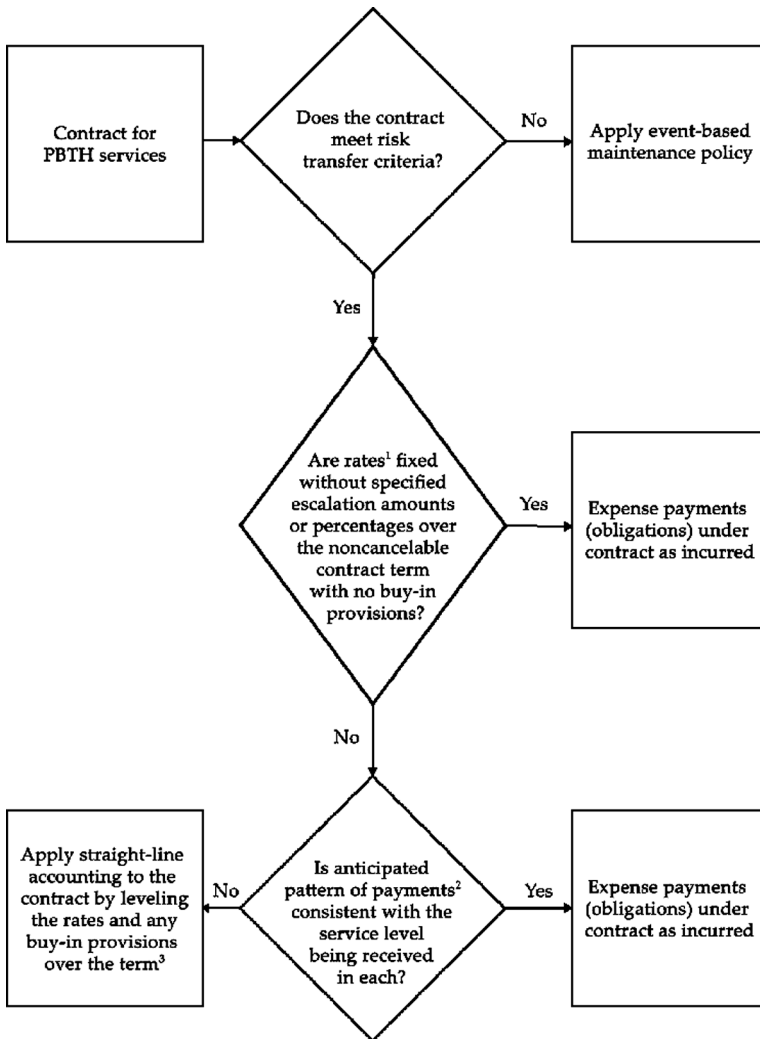 Contract for
PBTH services
Does the contract
meet risk
transfer criteria?
No
Apply event-based
maintenance policy
Yes
Are rates¹ fixed
without specified
escalation amounts
or percentages over
the noncancelable
contract term
with no buy-in
provisions?
Yes
Expense payments
(obligations) under
contract as incurred
No
Apply straight-line
accounting to the
contract by leveling
the rates and any
buy-in provisions
over the term³
No
Is anticipated
pattern of payments²
consistent with the
service level
being received
in each?
Yes
Expense payments
(obligations) under
contract as incurred